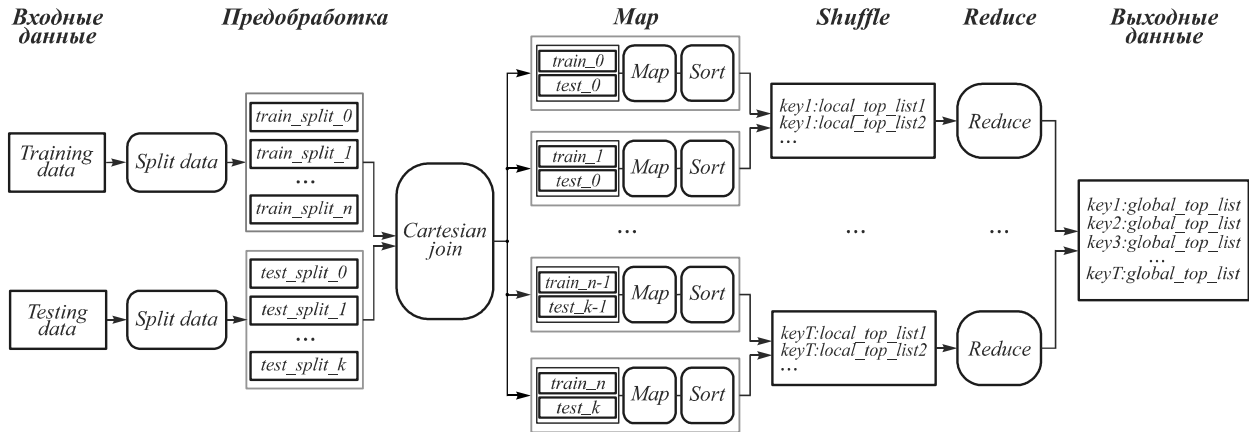 Входные
данные
Предобработка
Map
Shuffle
Reduce
Выходные
данные
Training
data
Split data
train_split_0
train_split_1
...
train_split_n
Testing
data
Split data
test_split_0
test_split_1
...
test_split_k
Cartesian
join
train_0
test_0
Map
Sort
train_1
test_0
Map
Sort
...
train_n-1
test_k-1
Map
Sort
train_n
test_k
Map
Sort
key1:local_top_list1
key1:local_top_list2
...
...
keyT:local_top_list1
keyT:local_top_list2
...
Reduce
...
Reduce
key1:global_top_list
key2:global_top_list
key3:global_top_list
...
keyT:global_top_list